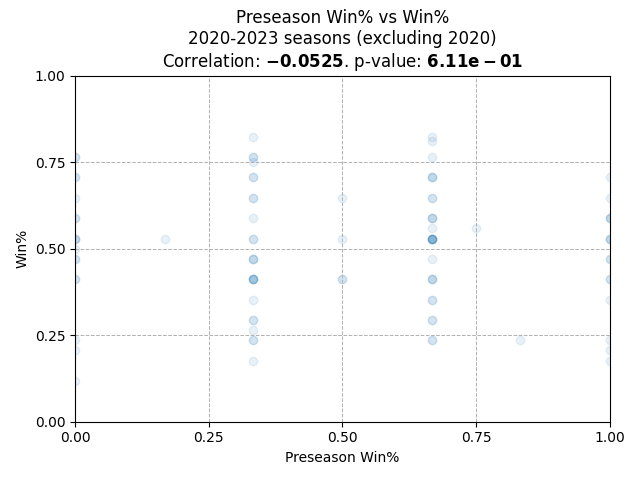 Preseason Win% vs Win%
2020-2023 seasons (excluding 2020)
Correlation: −0.0525. p-value: 6.11e − 01
1.00
0.75
0.50
0.25
0.00
Win%
0.00 0.25 0.50 0.75 1.00
Preseason Win%